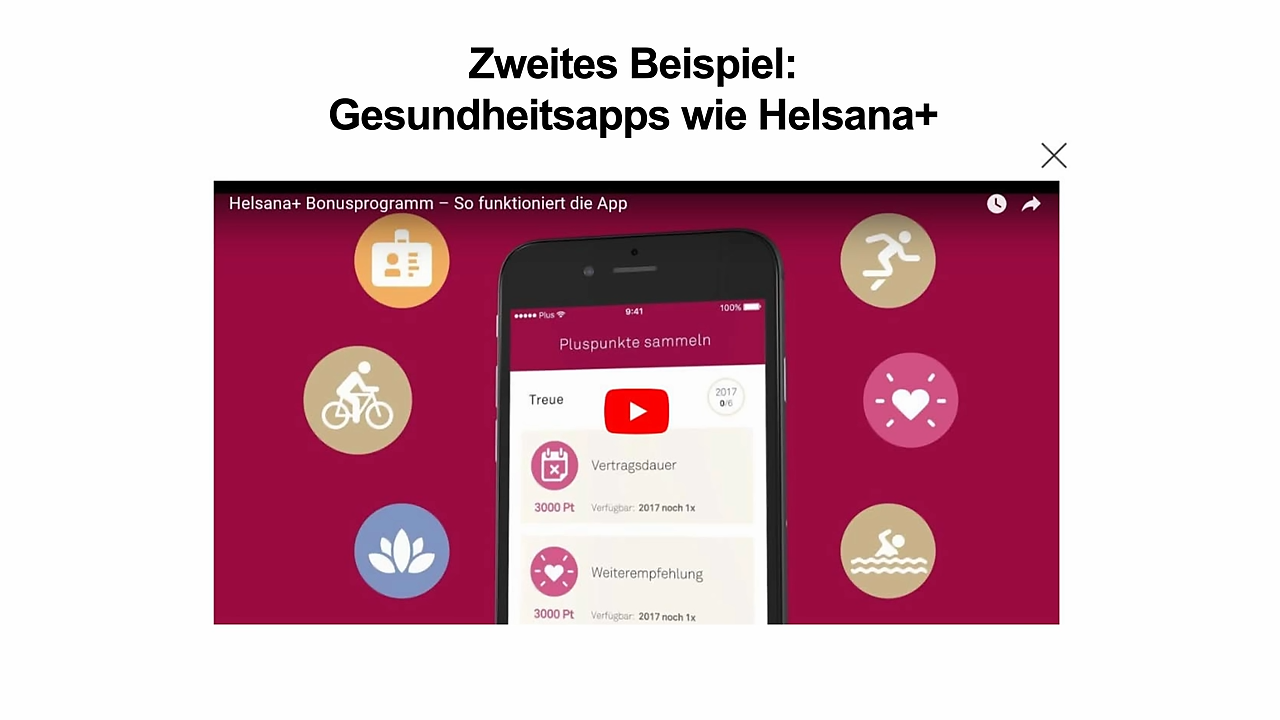 Zweites Beispiel:
Gesundheitsapps wie Helsana+
Helsana+ Bonusprogramm – So funktioniert die App
Plus 9:41 100%
Pluspunkte sammeln
Treue
2017
0/6
Vertragsdauer
3000 Pt Verfügbar: 2017 noch 1x
Weiterempfehlung
3000 Pt Verfügbar: 2017 noch 1x